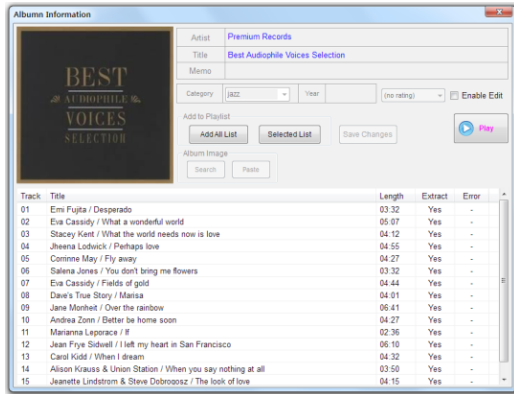 Albumn Information
BEST
AUDIOPHILE
VOICES
SELECTION
Artist Premium Records
Title Best Audiophile Voices Selection
Memo
Category jazz Year (no rating) Enable Edit
Add to Playlist
Add All List Selected List Save Changes Play
Album Image
Search Paste
Track Title Length Extract Error
01 Emi Fujita / Desperado 03:32 Yes -
02 Eva Cassidy / What a wonderful world 05:07 Yes -
03 Stacey Kent / What the world needs now is love 04:12 Yes -
04 Jheena Lodwick / Perhaps love 04:55 Yes -
05 Corrinne May / Fly away 04:27 Yes -
06 Salena Jones / You don't bring me flowers 03:32 Yes -
07 Eva Cassidy / Fields of gold 04:44 Yes -
08 Dave's True Story / Marisa 04:01 Yes -
09 Jane Monheit / Over the rainbow 06:41 Yes -
10 Andrea Zonn / Better be home soon 04:27 Yes -
11 Marianna Leporace / If 02:36 Yes -
12 Jean Frye Sidwell / I left my heart in San Francisco 06:10 Yes -
13 Carol Kidd / When I dream 04:32 Yes -
14 Alison Krauss & Union Station / When you say nothing at all 03:50 Yes -
15 Jeanette Lindstrom & Steve Dobrogosz / The look of love 04:15 Yes -